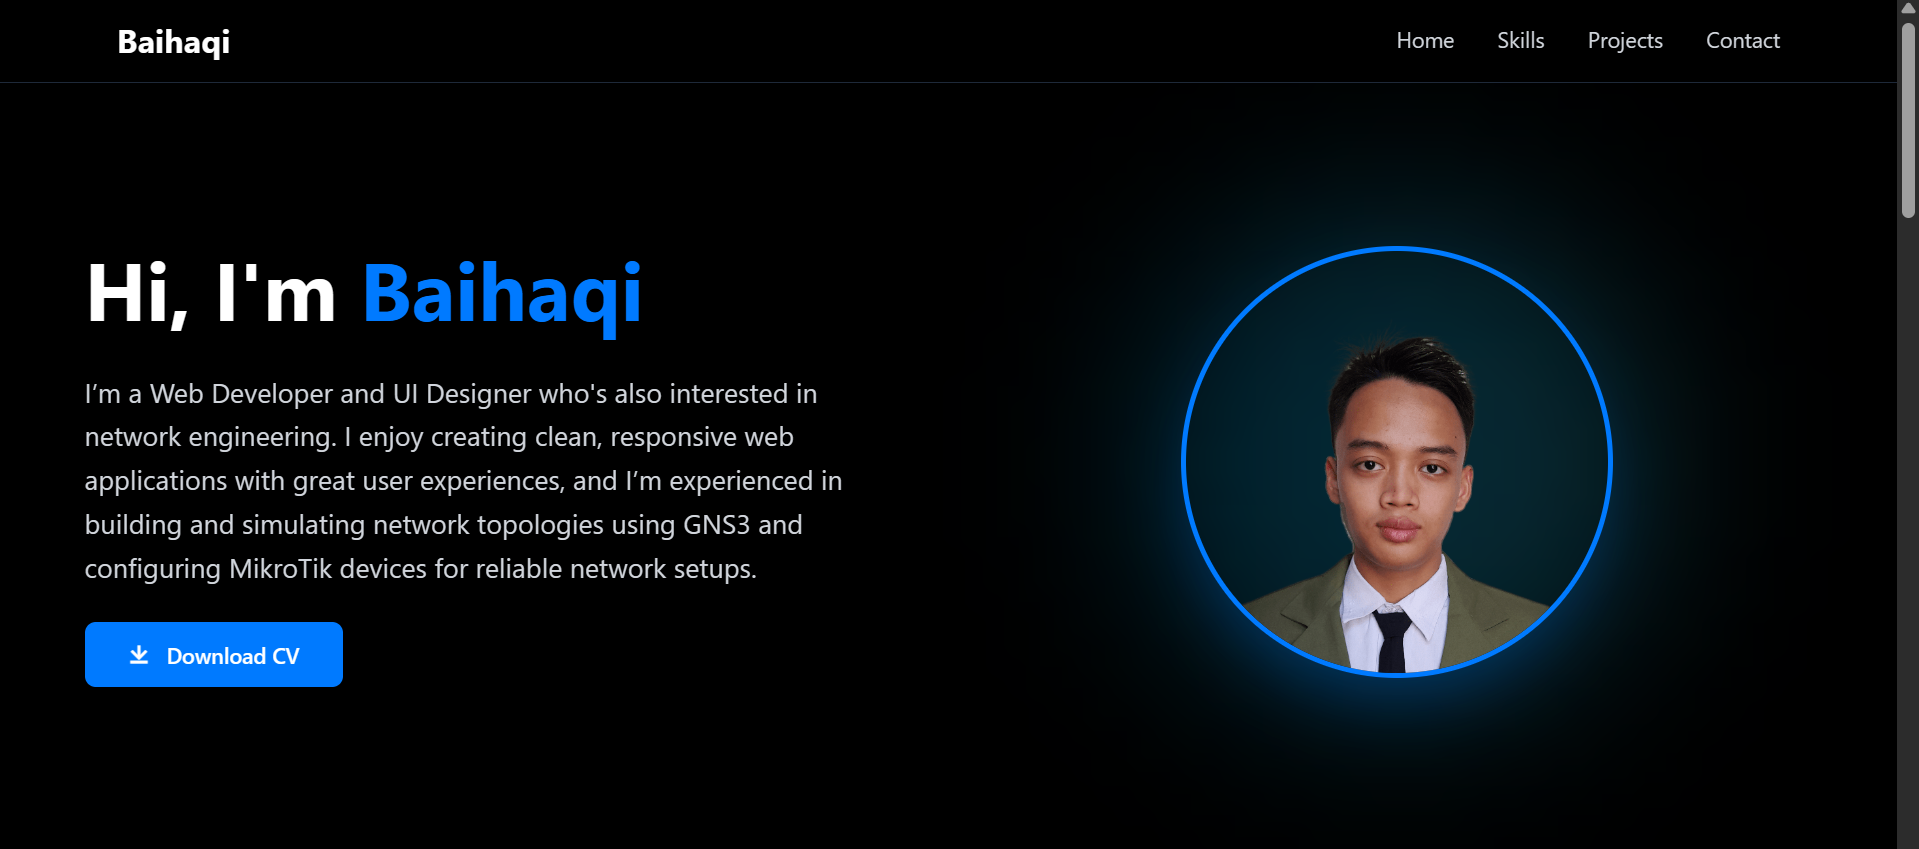 Baihaqi
Home Skills Projects Contact
Hi, I'm Baihaqi
I’m a Web Developer and UI Designer who's also interested in
network engineering. I enjoy creating clean, responsive web
applications with great user experiences, and I’m experienced in
building and simulating network topologies using GNS3 and
configuring MikroTik devices for reliable network setups.
Download CV